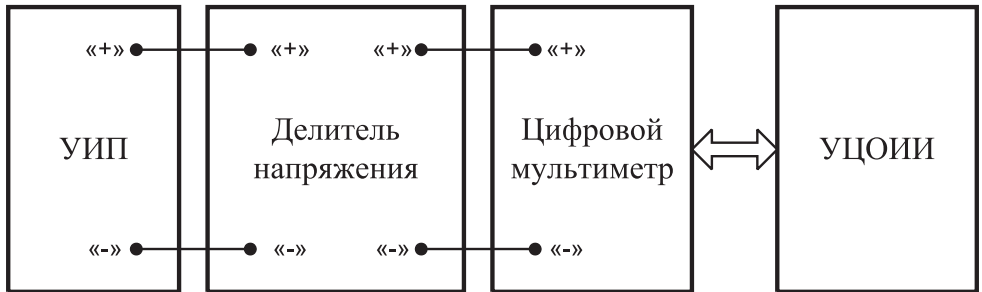 «+» «+» «+» «+»
УИП
Делитель
напряжения
Цифровой
мультиметр
УЦОИИ
«-» «-» «-» «-»